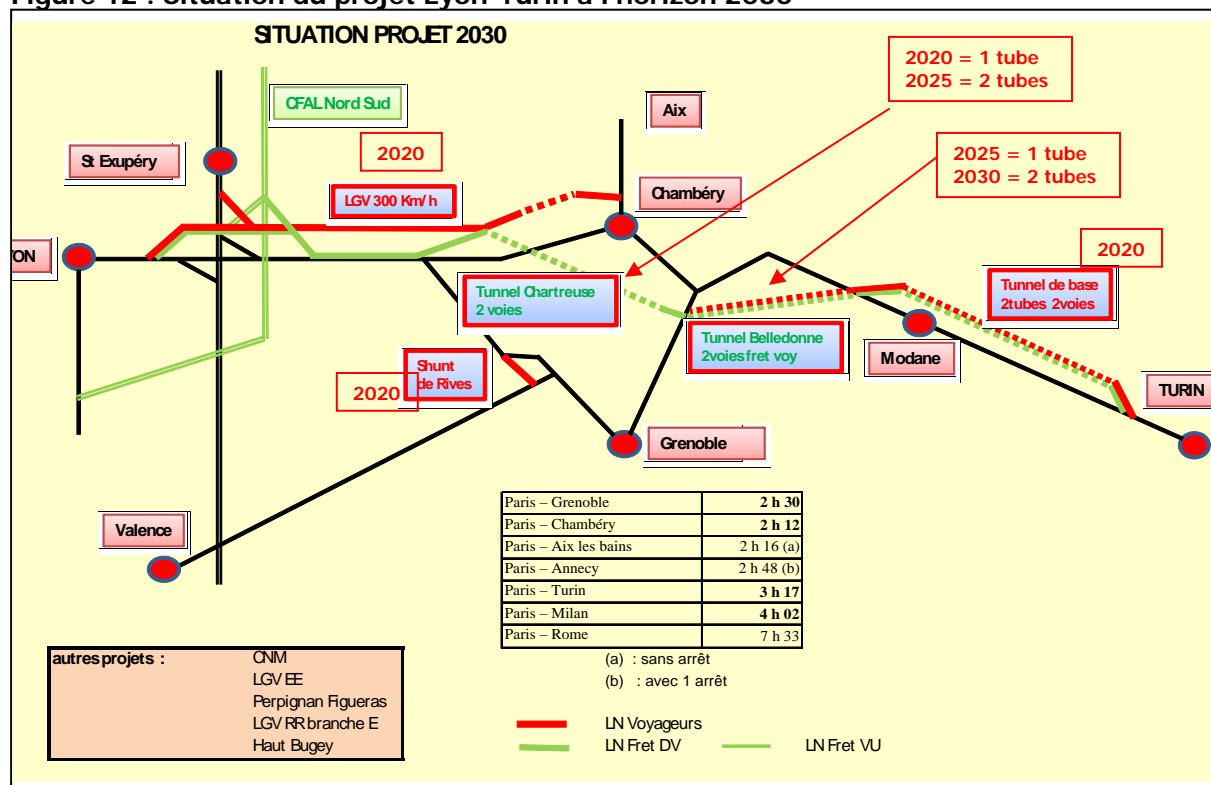 SITUATION PROJET 2030
2020 = 1 tube
2025 = 2 tubes
CFAL Nord Sud
Aix
2020
St Exupéry
2025 = 1 tube
2030 = 2 tubes
LGV 300 Km/h
Chambéry
2020
Tunnel Chartreuse
2 voies
Tunnel de base
2tubes 2voies
Tunnel Belledonne
2voies fret voy
Modane
Shunt
de Rives
2020
TURIN
Grenoble
Valence
Paris – Grenoble 2 h 30
Paris – Chambéry 2 h 12
Paris – Aix les bains 2 h 16 (a)
Paris – Annecy 2 h 48 (b)
Paris – Turin 3 h 17
Paris – Milan 4 h 02
Paris – Rome 7 h 33
(a) : sans arrêt
(b) : avec 1 arrêt
autres projets :
CNM
LGV EE
Perpignan Figueras
LGV RR branche E
Haut Bugey
LN Voyageurs
LN Fret DV
LN Fret VU